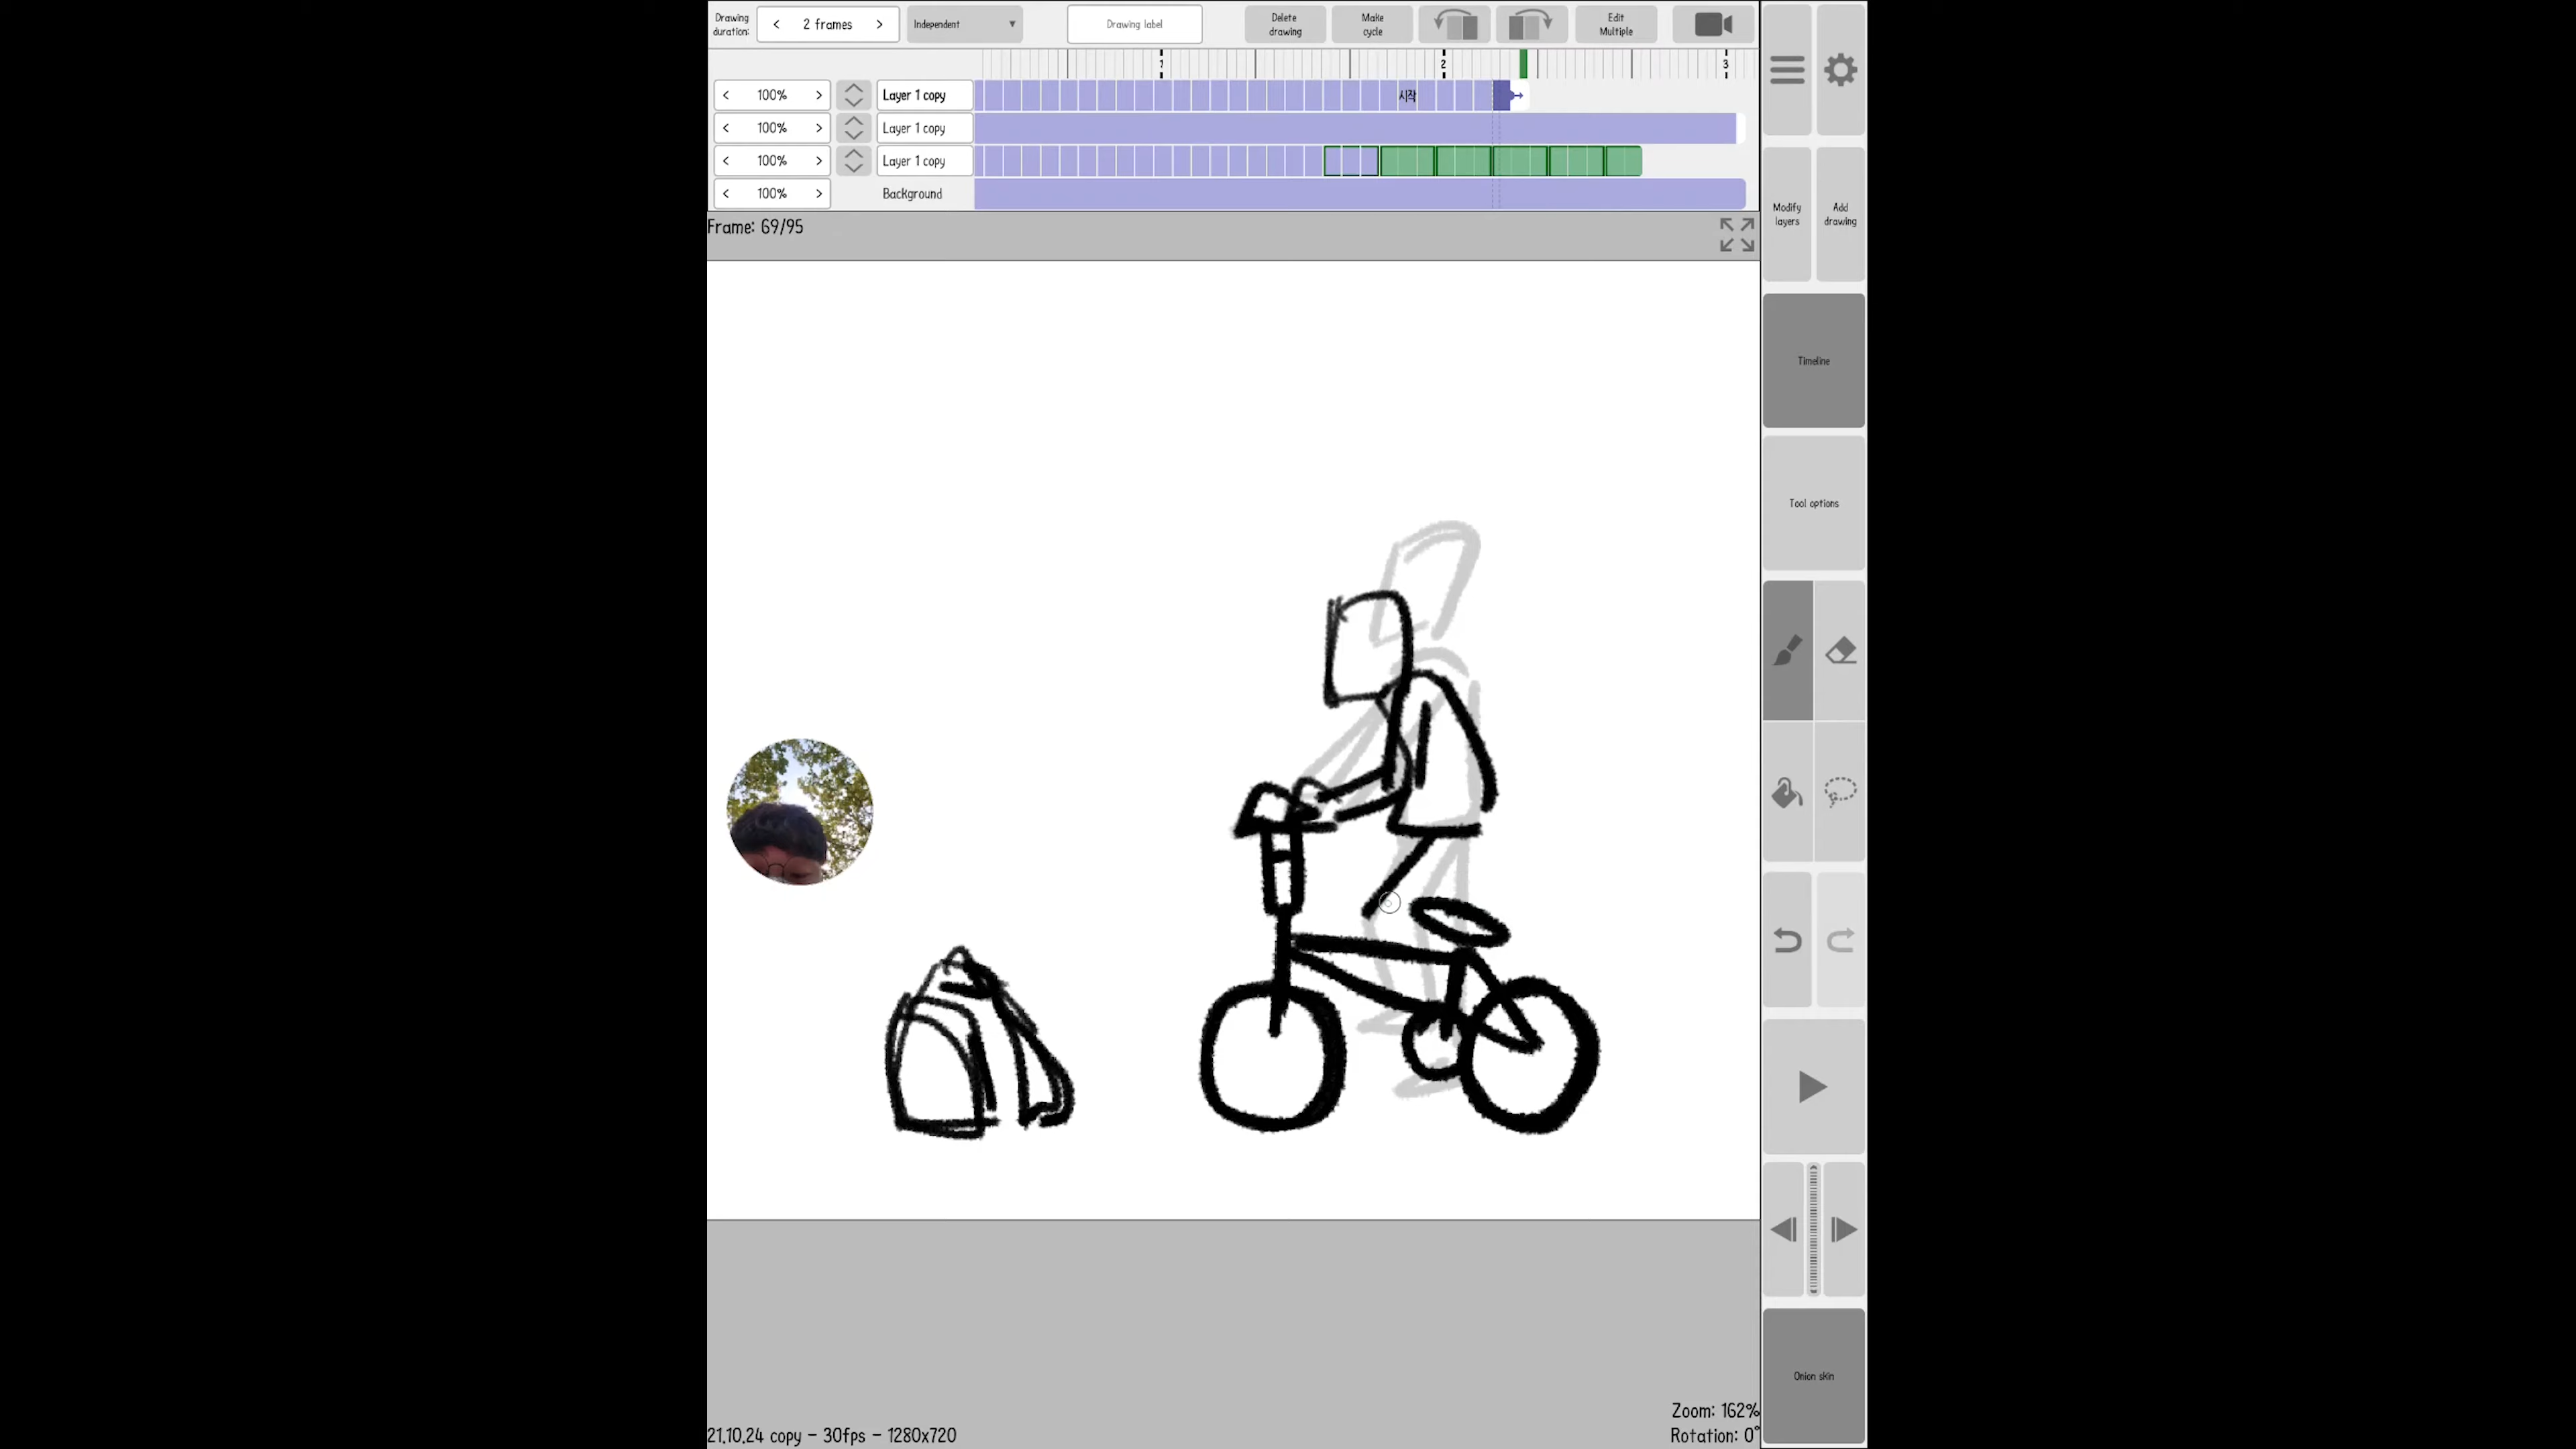 Drawing duration: < 2 frames > Independent ▼ Drawing label Delete drawing Make cycle Edit Multiple
1 2 3
< 100% > Layer 1 copy 시작
< 100% > Layer 1 copy
< 100% > Layer 1 copy
< 100% > Background
Frame: 69/95
Modify layers
Add drawing
Timeline
Tool options
Onion skin
Zoom: 162%
21.10.24 copy – 30fps – 1280x720
Rotation: 0°